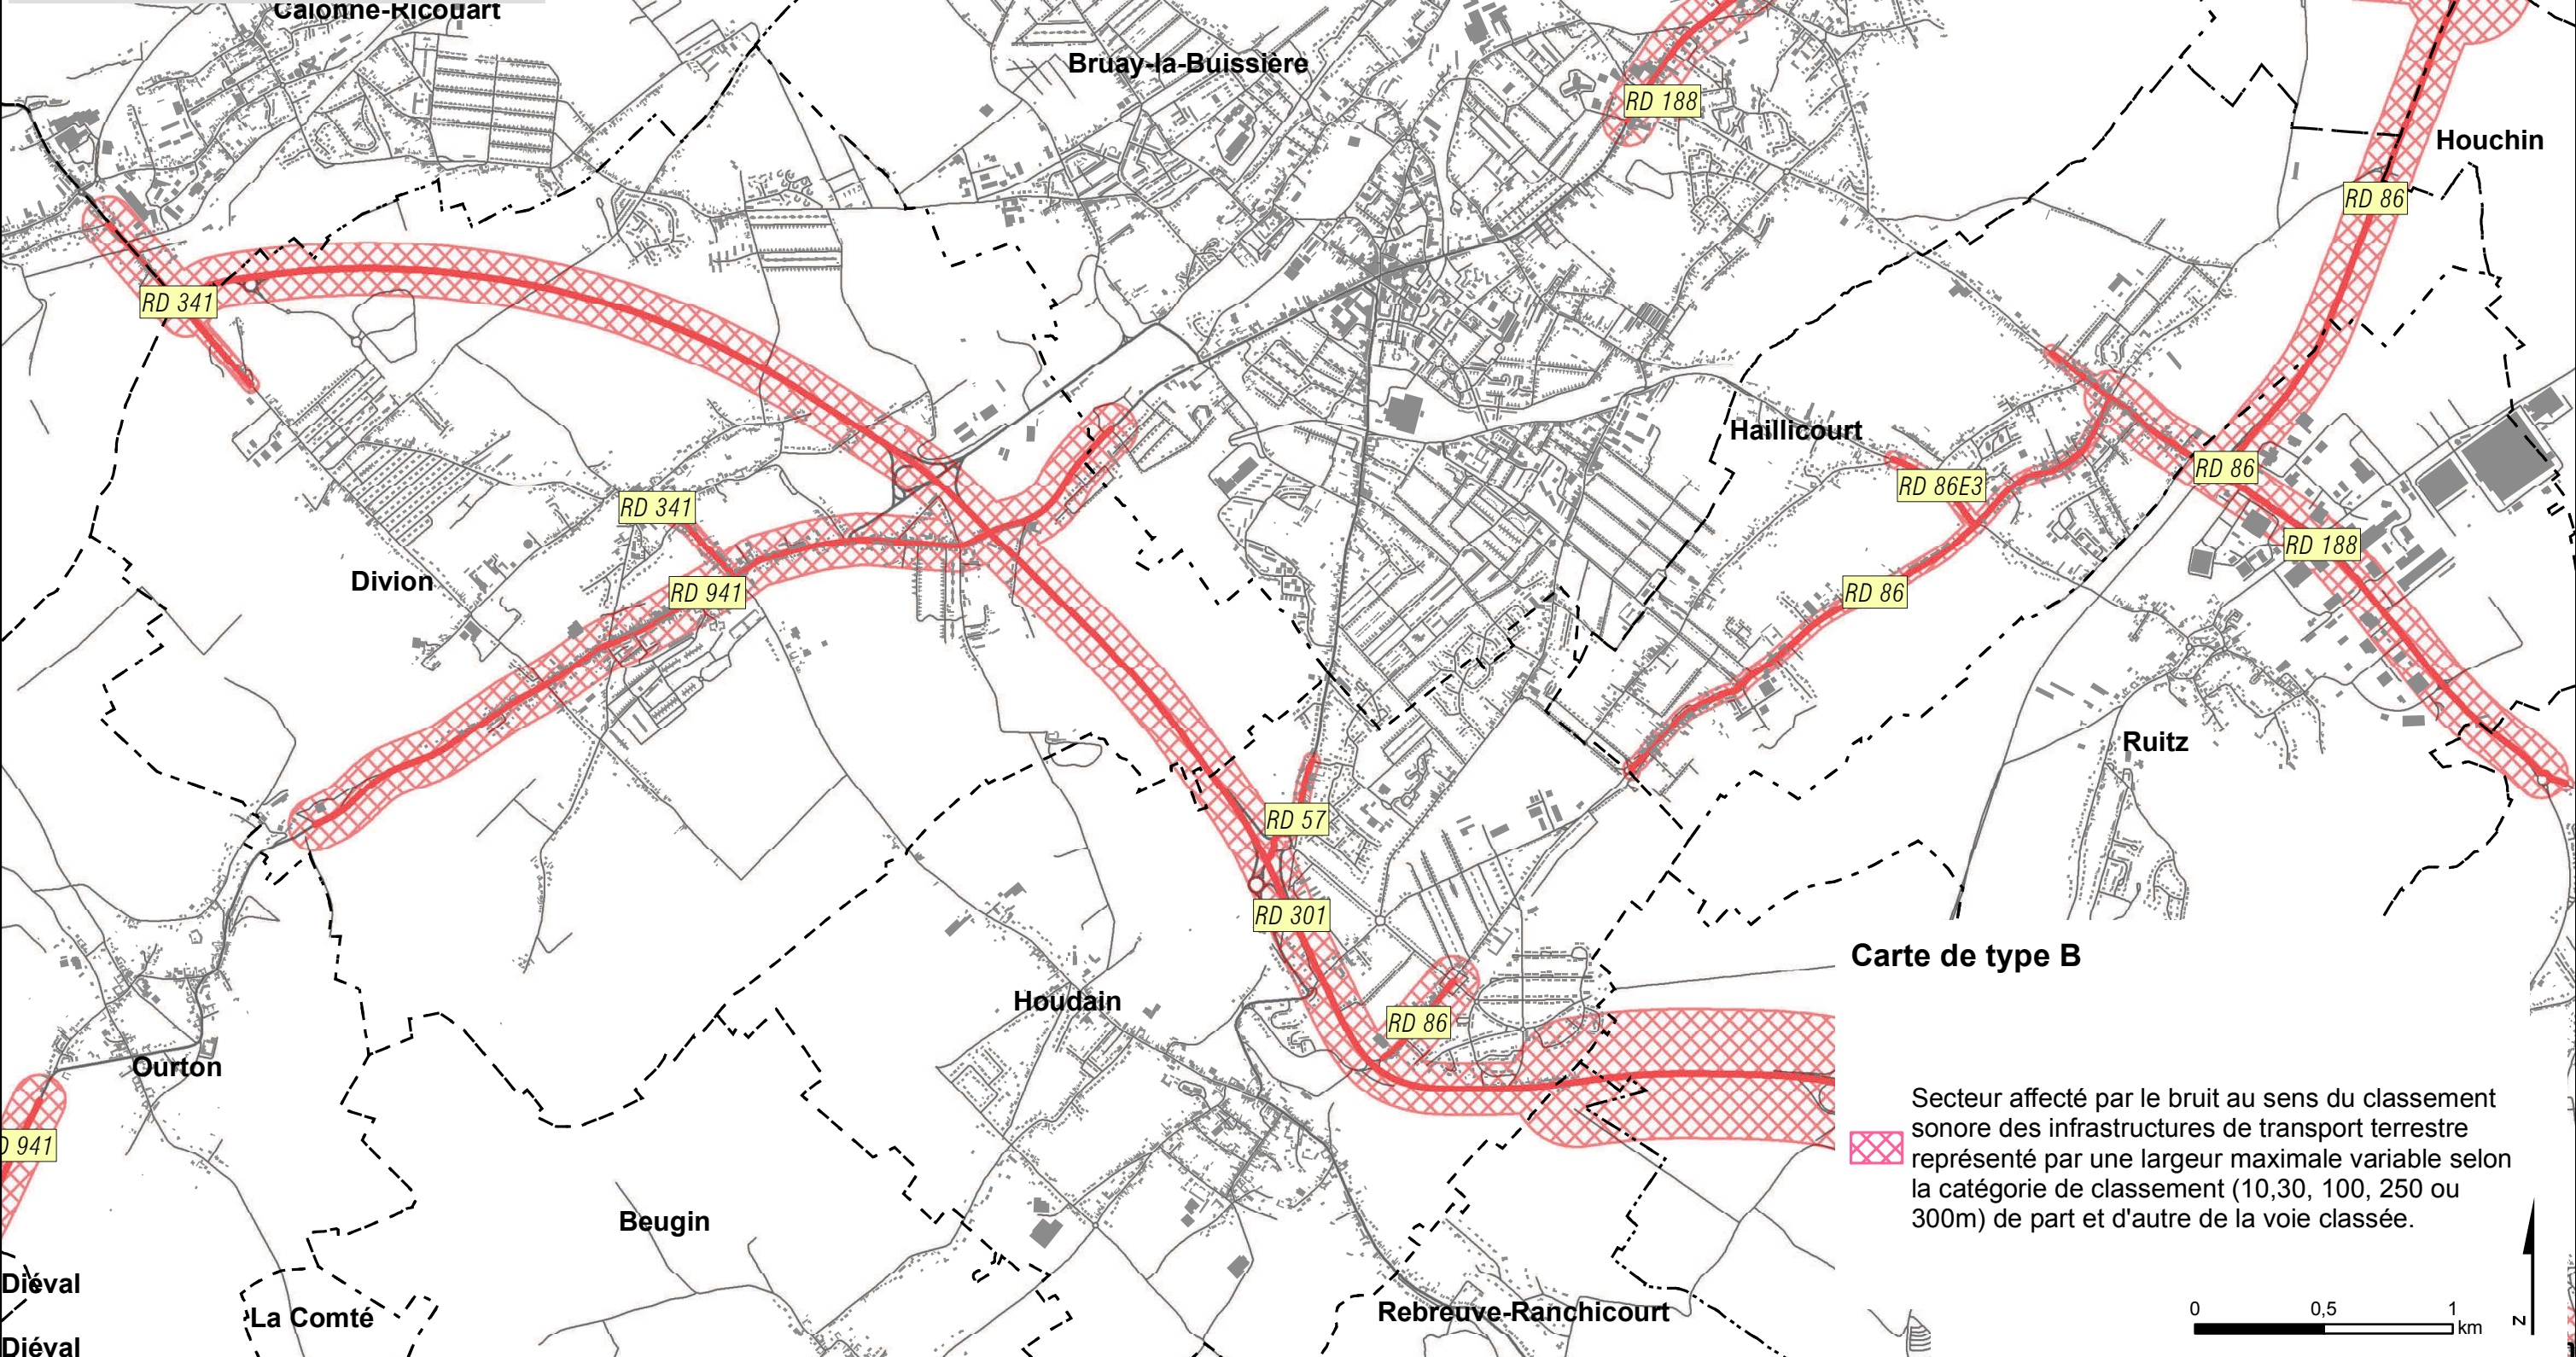 Calonne-Ricouart
Bruay-la-Buissière
RD 188
Houchin
RD 86
RD 341
Haillicourt
RD 86
RD 86E3
RD 341
RD 188
Divion
RD 941
RD 86
Ruitz
RD 57
RD 301
Carte de type B
Houdain
RD 86
Ourton
Secteur affecté par le bruit au sens du classement
sonore des infrastructures de transport terrestre
représenté par une largeur maximale variable selon
la catégorie de classement (10,30, 100, 250 ou
300m) de part et d'autre de la voie classée.
D 941
Beugin
Diéval
La Comté
Rebreuve-Ranchicourt
0 0,5 1
km
N
Diéval